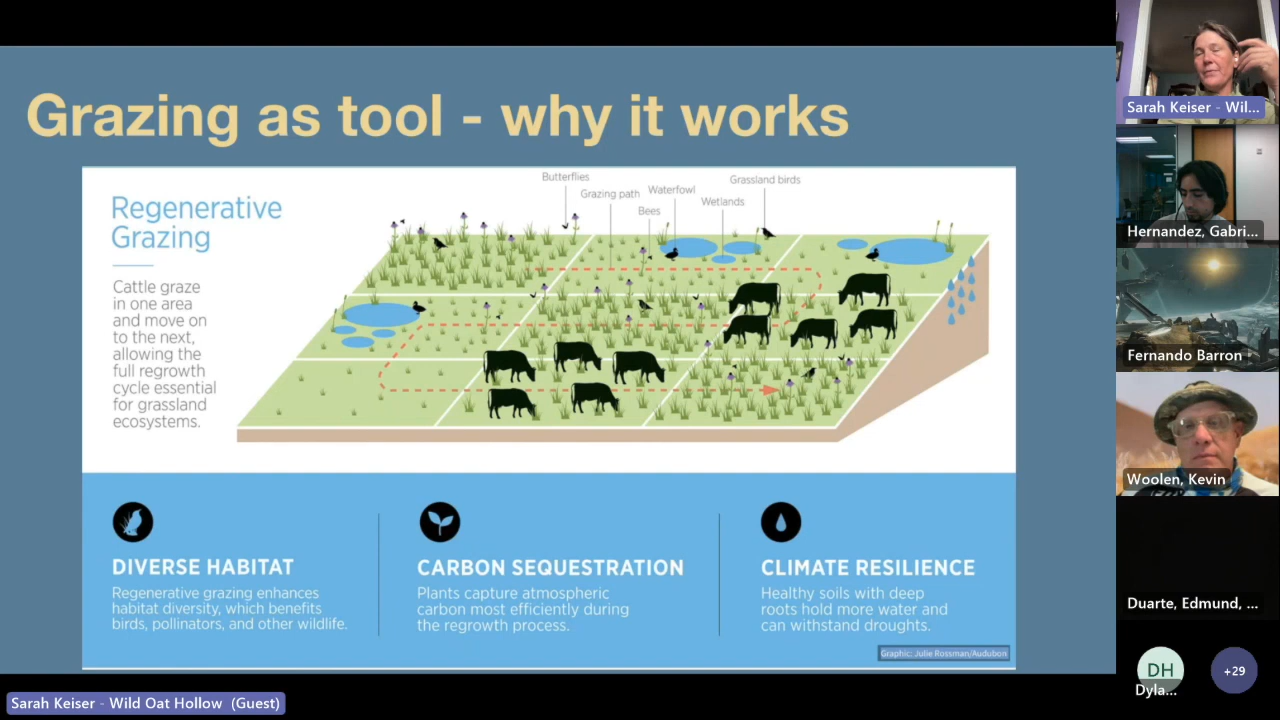 Grazing as tool - why it works
Regenerative
Grazing
Cattle graze
in one area
and move on
to the next,
allowing the
full regrowth
cycle essential
for grassland
ecosystems.
Butterflies
Grazing path
Bees
Waterfowl
Wetlands
Grassland birds
DIVERSE HABITAT
Regenerative grazing enhances
habitat diversity, which benefits
birds, pollinators, and other wildlife.
CARBON SEQUESTRATION
Plants capture atmospheric
carbon most efficiently during
the regrowth process.
CLIMATE RESILIENCE
Healthy soils with deep
roots hold more water and
can withstand droughts.
Graphic: Julie Rossman/Audubon
Sarah Keiser - Wild Oat Hollow (Guest)
Sarah Keiser - Wil...
Hernandez, Gabri...
Fernando Barron
Woolen, Kevin
Duarte, Edmund, ...
DH
Dyla...
+29